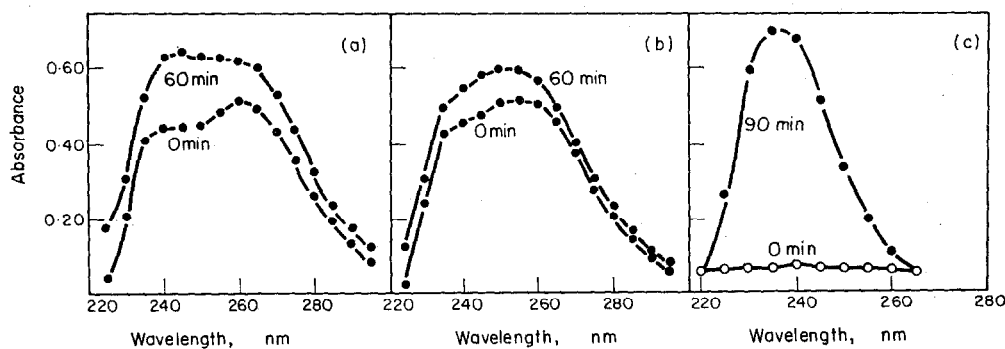 (a)
(b)
(c)
Absorbance
0·60
0·40
0·20
60 min
0 min
60 min
0 min
90 min
0 min
220 240 260 280
220 240 260 280
220 240 260 280
Wavelength, nm
Wavelength, nm
Wavelength, nm